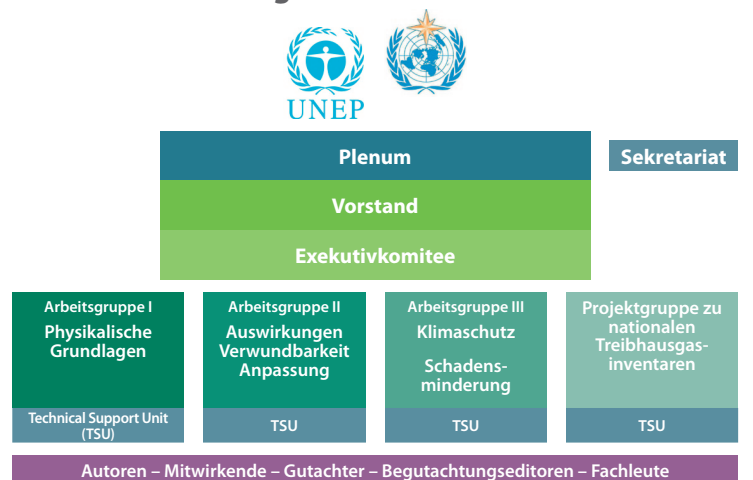 UNEP
Plenum
Sekretariat
Vorstand
Exekutivkomitee
Arbeitsgruppe I
Physikalische
Grundlagen
Technical Support Unit
(TSU)
Arbeitsgruppe II
Auswirkungen
Verwundbarkeit
Anpassung
TSU
Arbeitsgruppe III
Klimaschutz
Schadens-
minderung
TSU
Projektgruppe zu
nationalen
Treibhausgas-
inventaren
TSU
Autoren – Mitwirkende – Gutachter – Begutachtungseditoren – Fachleute